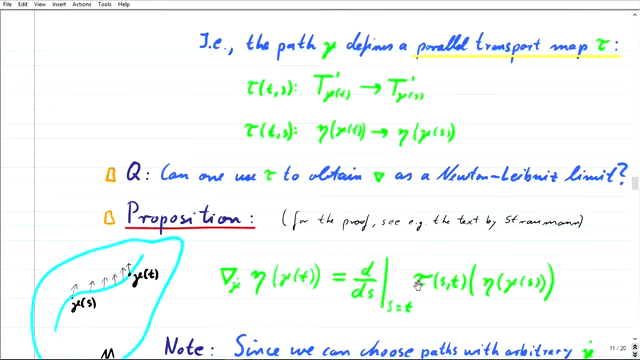 File Edit View Insert Actions Tools Help
I.e., the path γ defines a parallel transport map τ:
τ(t,s): T'γ(t) → T'γ(s)
τ(t,s): η(γ(t)) → η(γ(s))
Q: Can one use τ to obtain ∇ as a Newton-Leibniz limit?
Proposition: (for the proof, see e.g. the text by Straumann)
γ(t)
γ(s)
∇γ̇ η(γ(t)) = d/ds |s=t τ(s,t)(η(γ(s)))
M
11 / 20
Note: Since we can choose paths with arbitrary γ̇